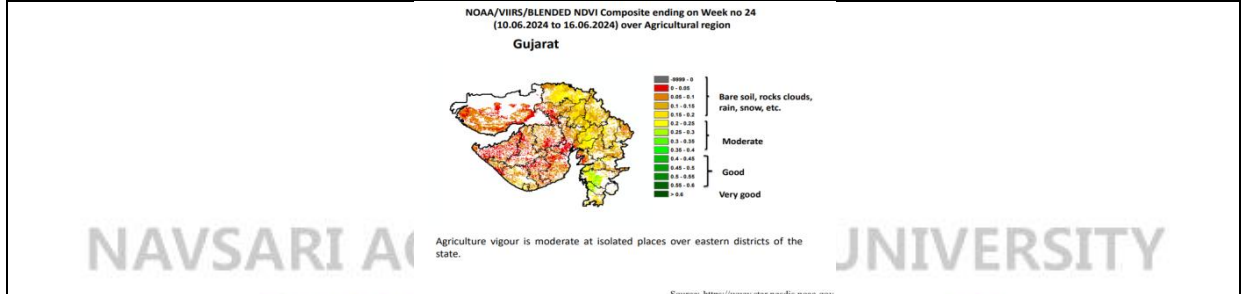 NOAA/VIIRS/BLENDED NDVI Composite ending on Week no 24
(10.06.2024 to 16.06.2024) over Agricultural region
Gujarat
-9999 - 0
0 - 0.05
0.05 - 0.1
0.1 - 0.15
0.15 - 0.2
0.2 - 0.25
0.25 - 0.3
0.3 - 0.35
0.35 - 0.4
0.4 - 0.45
0.45 - 0.5
0.5 - 0.55
0.55 - 0.6
> 0.6
Bare soil, rocks clouds,
rain, snow, etc.
Moderate
Good
Very good
NAVSARI A UNIVERSITY
Agriculture vigour is moderate at isolated places over eastern districts of the
state.